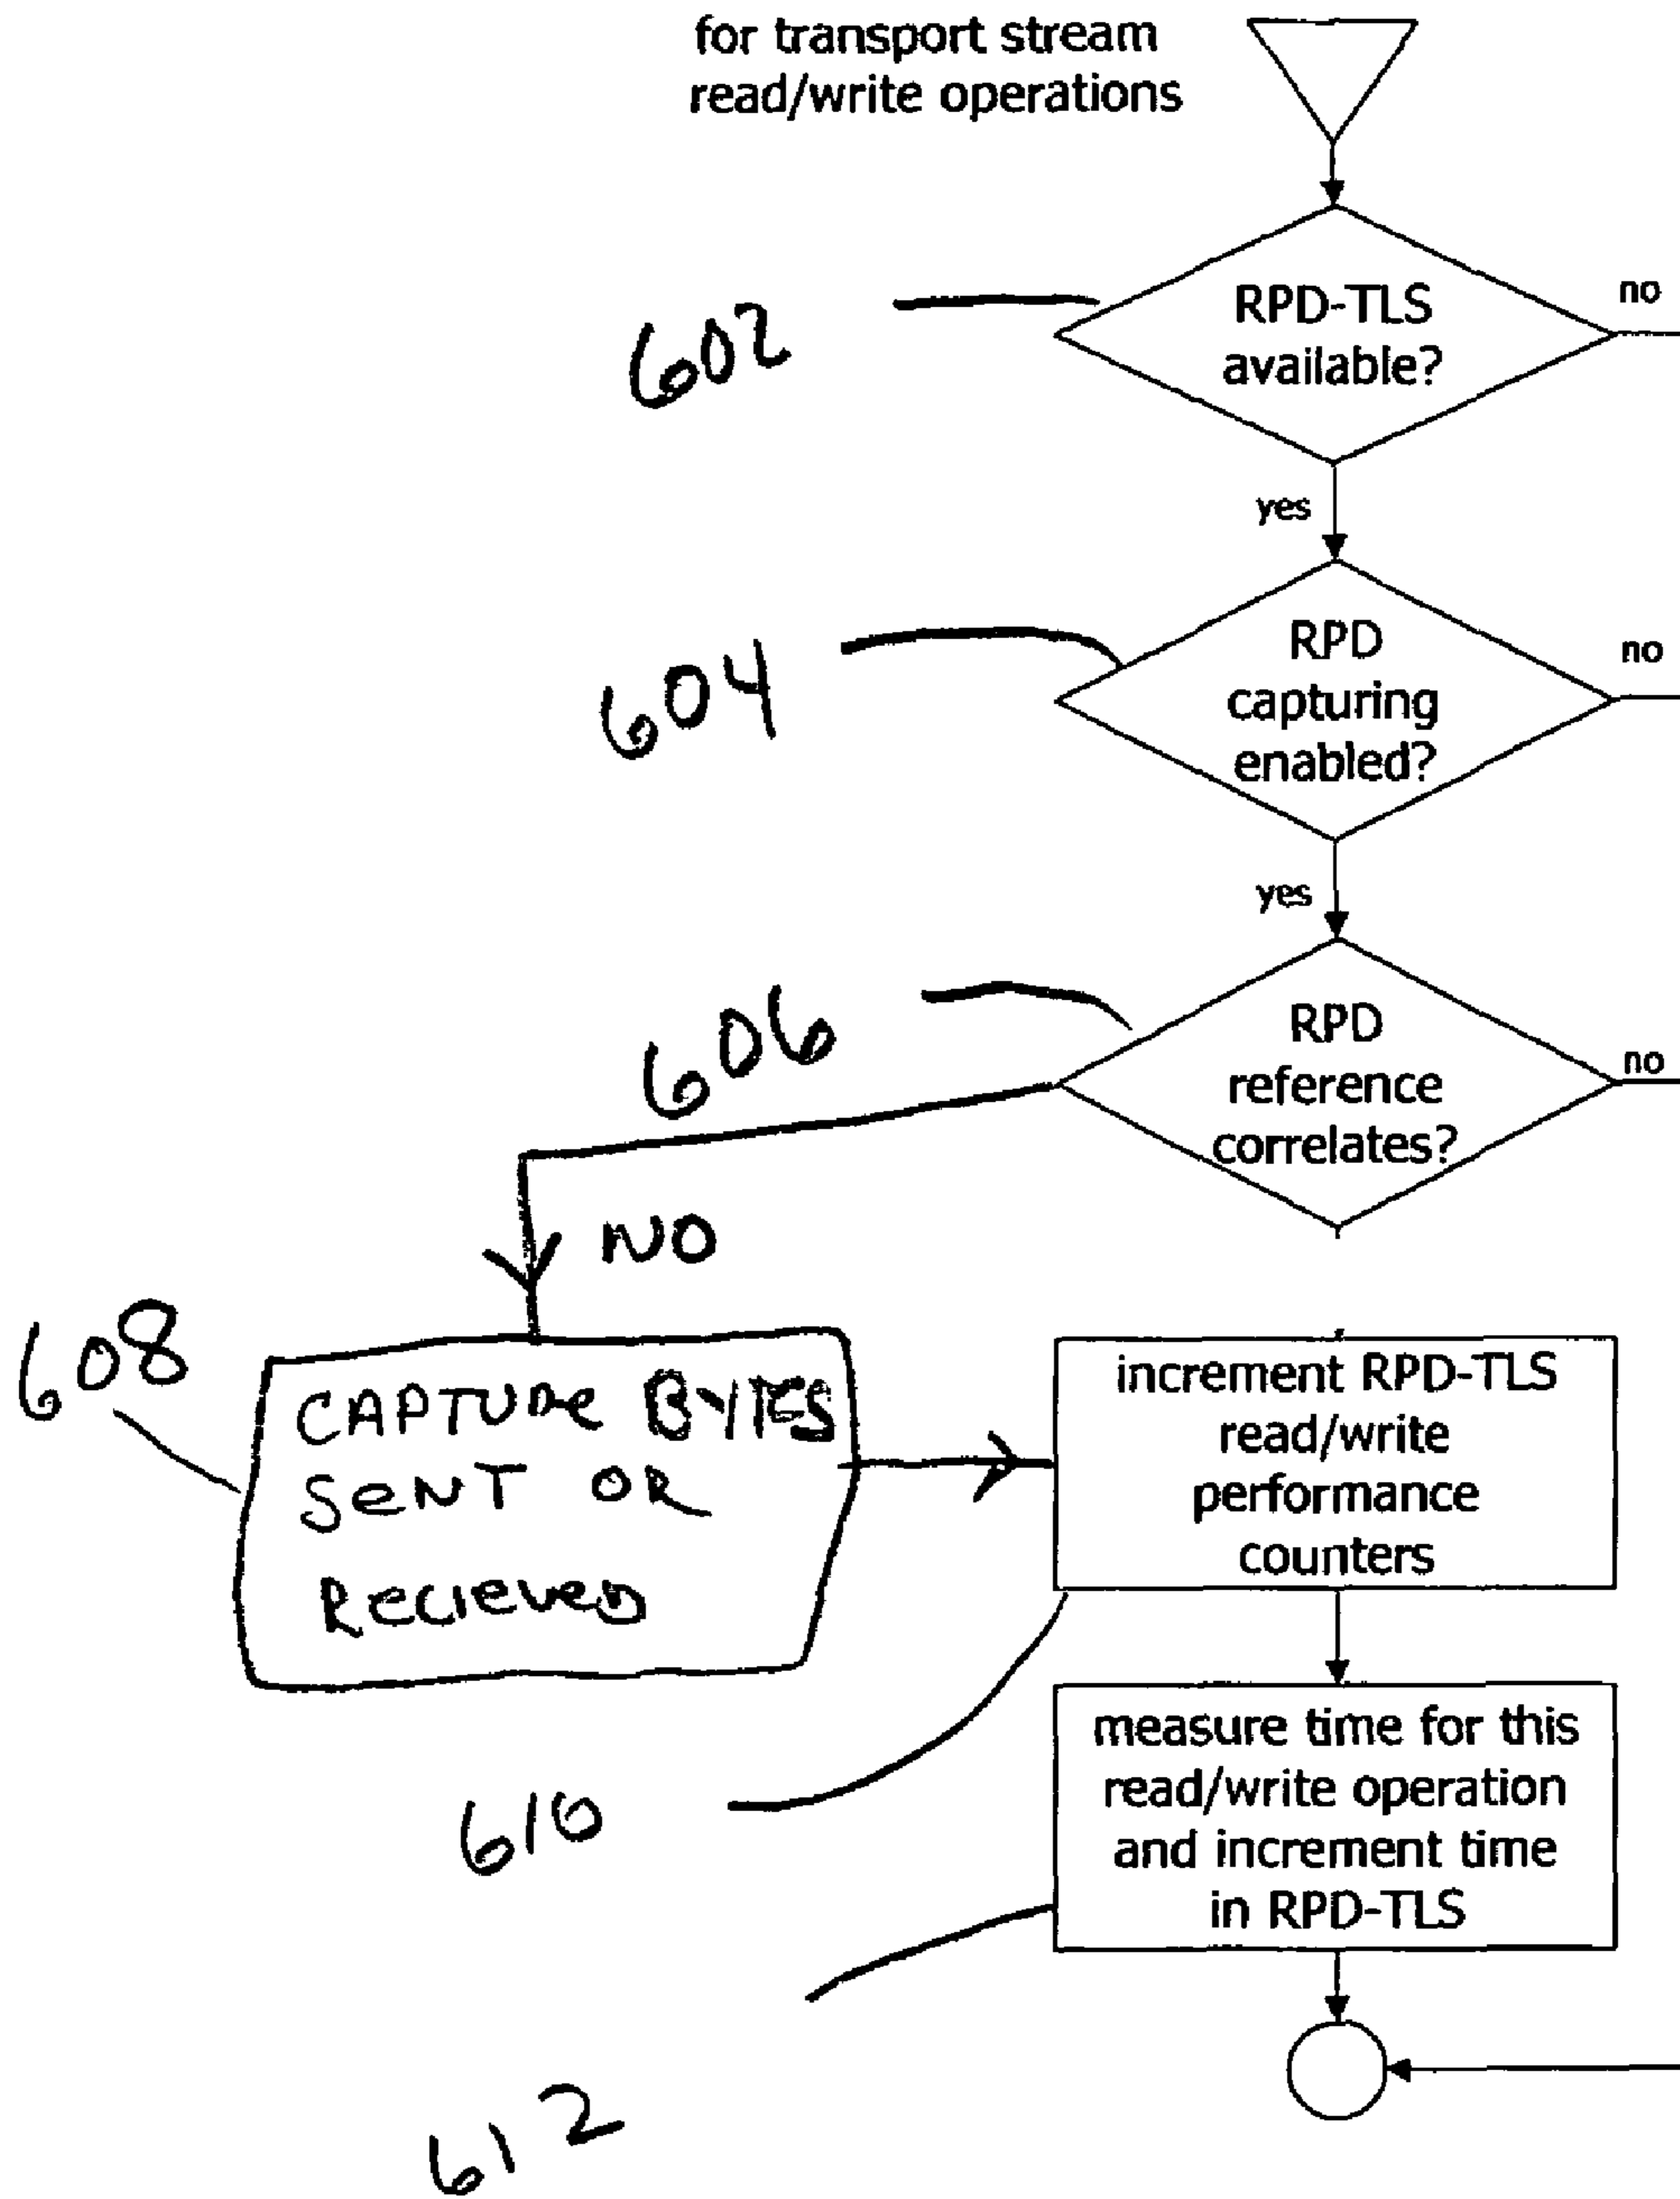 for transport stream
read/write operations
602
RPD-TLS
available?
no
yes
604
RPD
capturing
enabled?
no
yes
606
RPD
reference
correlates?
no
NO
608
CAPTURe BYTES
SeNT OR
RecieveD
increment RPD-TLS
read/write
performance
counters
610
measure time for this
read/write operation
and increment time
in RPD-TLS
612